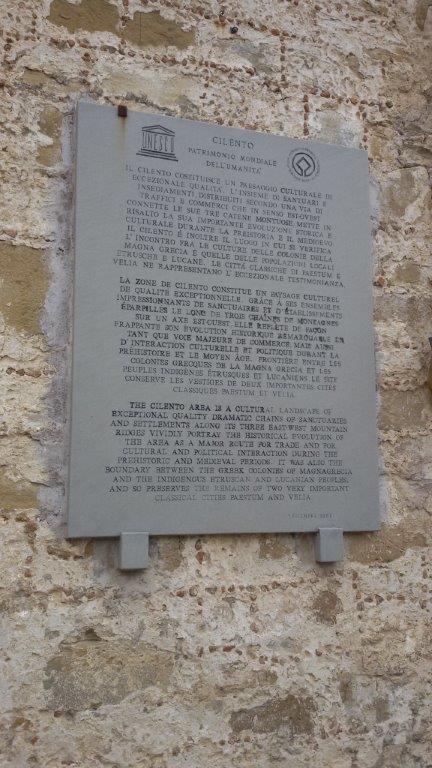 UNESCO
CILENTO
PATRIMONIO MONDIALE
DELL'UMANITÀ
IL CILENTO COSTITUISCE UN PAESAGGIO CULTURALE DI
ECCEZIONALE QUALITÀ. L'INSIEME DI SANTUARI E
INSEDIAMENTI DISTRIBUITI SECONDO UNA VIA DI
TRAFFICI E COMMERCI CHE IN SENSO EST-OVEST
CONNETTE LE SUE TRE CATENE MONTUOSE, METTE IN
RISALTO LA SUA IMPORTANTE EVOLUZIONE STORICA E
CULTURALE DURANTE LA PREISTORIA E IL MEDIEVO
IL CILENTO È INOLTRE IL LUOGO IN CUI SI VERIFICA
L'INCONTRO FRA LE CULTURE DELLE COLONIE DELLA
MAGNA GRECIA E QUELLE DELLE POPOLAZIONI LOCALI
ETRUSCHE E LUCANE. LE CITTÀ CLASSICHE DI PAESTUM E
VELIA NE RAPPRESENTANO L'ECCEZIONALE TESTIMONIANZA.
LA ZONE DE CILENTO CONSTITUE UN PAYSAGE CULTUREL
DE QUALITÉ EXCEPTIONNELLE. GRÂCE À SES ENSEMBLES
IMPRESSIONNANTS DE SANCTUAIRES ET D'ÉTABLISSEMENTS
ÉPARPILLÉS LE LONG DE TROIS CHAÎNES DE MONTAGNES
SUR UN AXE EST-OUEST, ELLE REFLÈTE DE FAÇON
FRAPPANTE SON ÉVOLUTION HISTORIQUE REMARQUABLE EN
TANT QUE VOIE MAJEURE DE COMMERCE MAIS AUSSI
D'INTERACTION CULTURELLE ET POLITIQUE DURANT LA
PRÉHISTOIRE ET LE MOYEN ÂGE. FRONTIÈRE ENTRE LES
COLONIES GRECQUES DE LA MAGNA GRECIA ET LES
PEUPLES INDIGÈNES ÉTRUSQUES ET LUCANIENS LE SITE
CONSERVE LES VESTIGES DE DEUX IMPORTANTES CITÉS
CLASSIQUES PAESTUM ET VELIA.
THE CILENTO AREA IS A CULTURAL LANDSCAPE OF
EXCEPTIONAL QUALITY DRAMATIC CHAINS OF SANCTUARIES
AND SETTLEMENTS ALONG ITS THREE EAST-WEST MOUNTAIN
RIDGES VIVIDLY PORTRAY THE HISTORICAL EVOLUTION OF
THE AREA AS A MAJOR ROUTE FOR TRADE AND FOR
CULTURAL AND POLITICAL INTERACTION DURING THE
PREHISTORIC AND MEDIEVAL PERIODS. IT WAS ALSO THE
BOUNDARY BETWEEN THE GREEK COLONIES OF MAGNAGRECIA
AND THE INDIGENOUS ETRUSCAN AND LUCANIAN PEOPLES,
AND SO PRESERVES THE REMAINS OF TWO VERY IMPORTANT
CLASSICAL CITIES PAESTUM AND VELIA